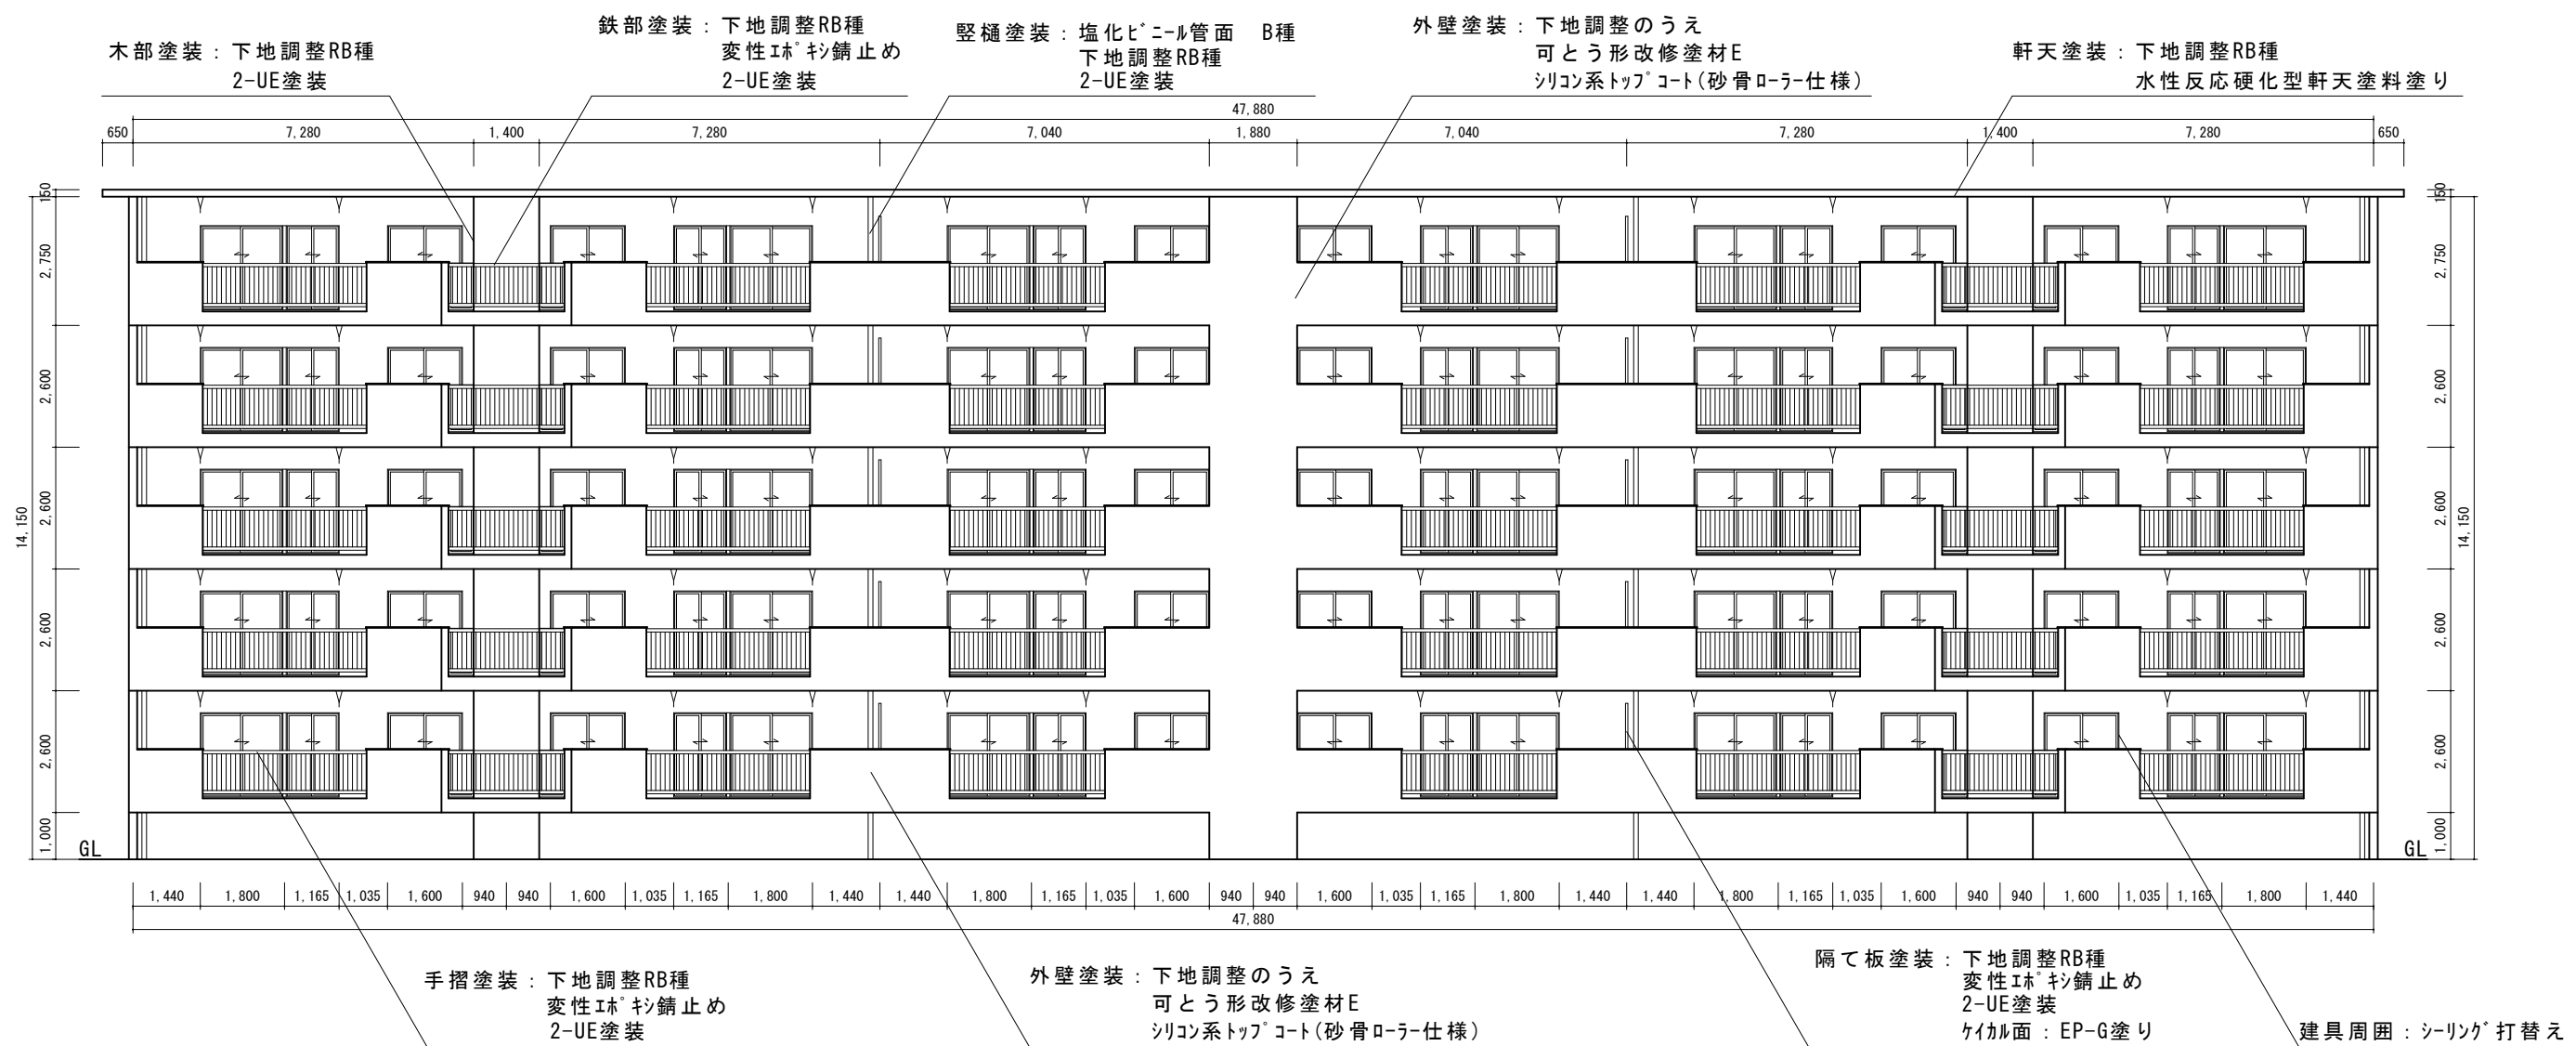 木部塗装：下地調整RB種
2-UE塗装
鉄部塗装：下地調整RB種
変性ｴﾎﾟｷｼ錆止め
2-UE塗装
竪樋塗装：塩化ﾋﾞﾆｰﾙ管面　B種
下地調整RB種
2-UE塗装
外壁塗装：下地調整のうえ
可とう形改修塗材E
ｼﾘｺﾝ系ﾄｯﾌﾟｺｰﾄ(砂骨ﾛｰﾗｰ仕様)
軒天塗装：下地調整RB種
水性反応硬化型軒天塗料塗り
47,880
650 7,280 1,400 7,280 7,040 1,880 7,040 7,280 1,400 7,280 650
150
2,750
2,600
2,600
2,600
2,600
1,000
14,150
GL
150
2,750
2,600
2,600
2,600
2,600
1,000
14,150
GL
1,440 1,800 1,165 1,035 1,600 940 940 1,600 1,035 1,165 1,800 1,440 1,440 1,800 1,165 1,035 1,600 940 940 1,600 1,035 1,165 1,800 1,440 1,440 1,800 1,165 1,035 1,600 940 940 1,600 1,035 1,165 1,800 1,440
47,880
手摺塗装：下地調整RB種
変性ｴﾎﾟｷｼ錆止め
2-UE塗装
外壁塗装：下地調整のうえ
可とう形改修塗材E
ｼﾘｺﾝ系ﾄｯﾌﾟｺｰﾄ(砂骨ﾛｰﾗｰ仕様)
隔て板塗装：下地調整RB種
変性ｴﾎﾟｷｼ錆止め
2-UE塗装
ｹｲｶﾙ面：EP-G塗り
建具周囲：ｼｰﾘﾝｸﾞ打替え